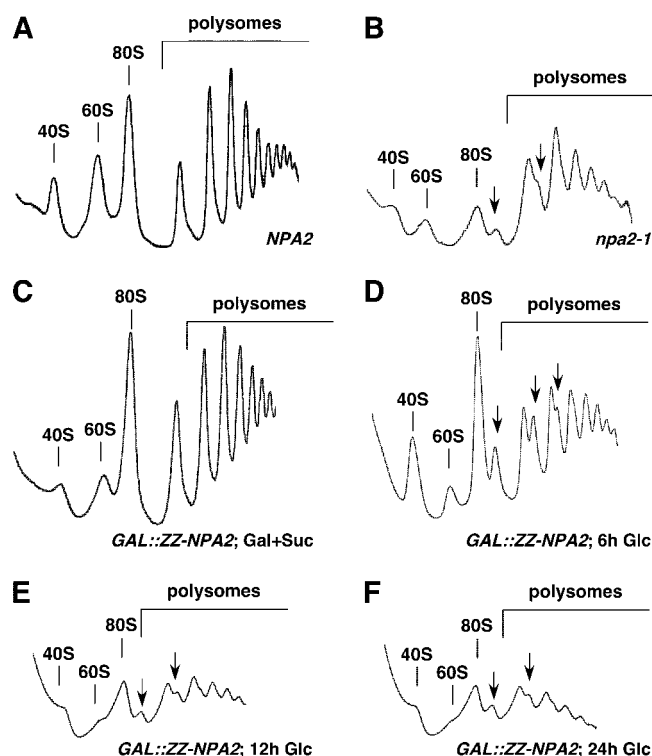 A
polysomes
80S
60S
40S
NPA2
B
polysomes
80S
40S
60S
npa2-1
C
80S
polysomes
60S
40S
GAL::ZZ-NPA2; Gal+Suc
D
80S
polysomes
40S
60S
GAL::ZZ-NPA2; 6h Glc
E
polysomes
80S
40S
60S
GAL::ZZ-NPA2; 12h Glc
F
polysomes
80S
40S
60S
GAL::ZZ-NPA2; 24h Glc